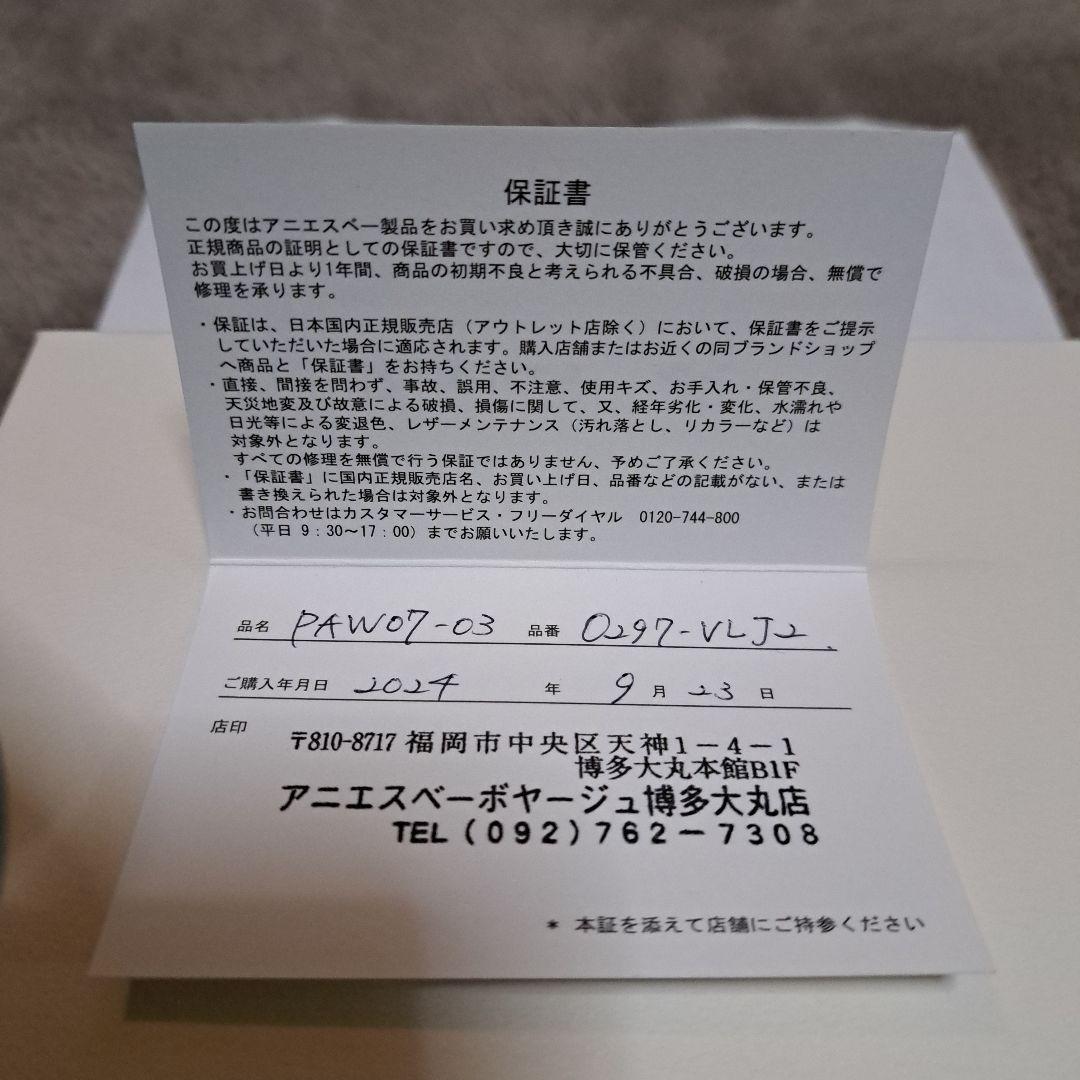 保証書
この度はアニエスベー製品をお買い求め頂き誠にありがとうございます。
正規商品の証明としての保証書ですので、大切に保管ください。
お買上げ日より1年間、商品の初期不良と考えられる不具合、破損の場合、無償で
修理を承ります。
・保証は、日本国内正規販売店（アウトレット店除く）において、保証書をご提示
していただいた場合に適応されます。購入店舗またはお近くの同ブランドショップ
へ商品と「保証書」をお持ちください。
・直接、間接を問わず、事故、誤用、不注意、使用キズ、お手入れ・保管不良、
天災地変及び故意による破損、損傷に関して、又、経年劣化・変化、水濡れや
日光等による変退色、レザーメンテナンス（汚れ落とし、リカラーなど）は
対象外となります。
すべての修理を無償で行う保証ではありません、予めご了承ください。
・「保証書」に国内正規販売店名、お買い上げ日、品番などの記載がない、または
書き換えられた場合は対象外となります。
・お問合わせはカスタマーサービス・フリーダイヤル 0120-744-800
（平日 9：30～17：00）までお願いいたします。
品名 PAW07-03 品番 0297-VLJ2
ご購入年月日 2024 年 9 月 23 日
店印
〒810-8717 福岡市中央区天神1－4－1
博多大丸本館B1F
アニエスベーボヤージュ博多大丸店
TEL（092）762－7308
* 本証を添えて店舗にご持参ください